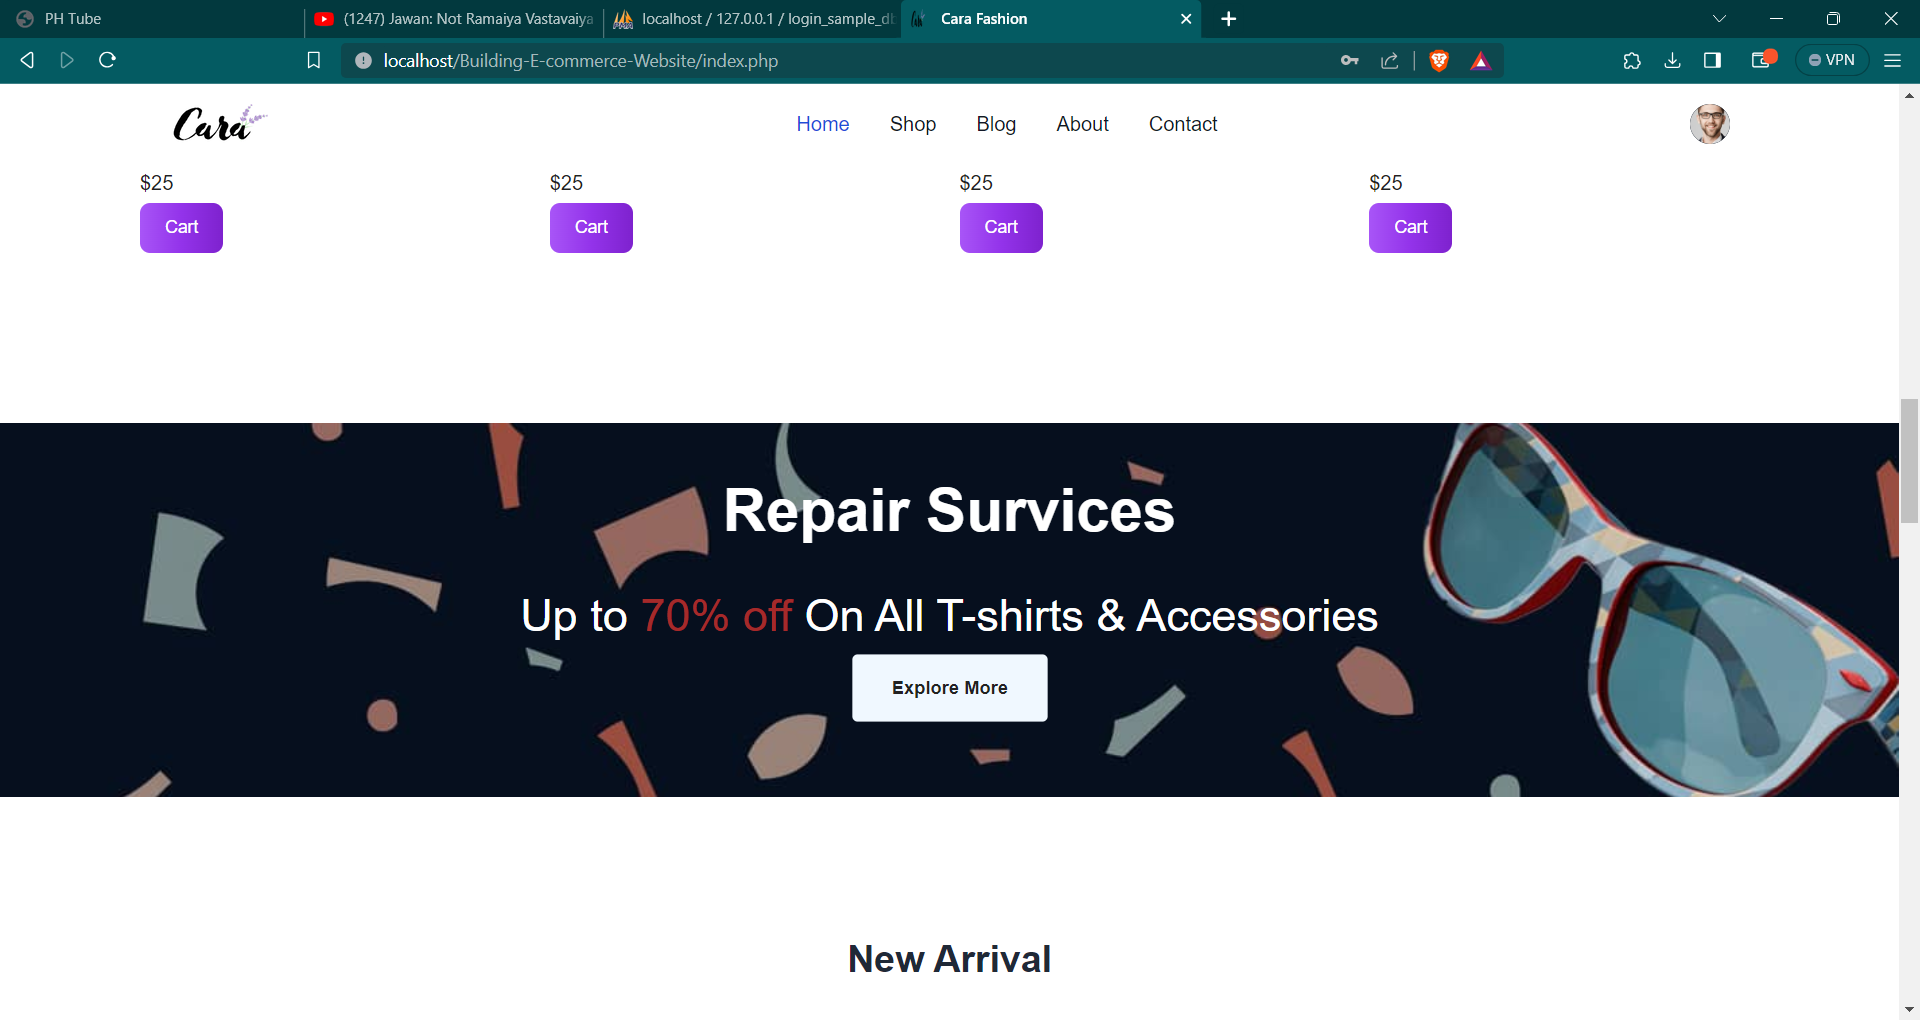 PH Tube
(1247) Jawan: Not Ramaiya Vastavaiya
localhost / 127.0.0.1 / login_sample_db
Cara Fashion
localhost/Building-E-commerce-Website/index.php
VPN
Cara
Home
Shop
Blog
About
Contact
$25
$25
$25
$25
Cart
Cart
Cart
Cart
Repair Survices
Up to 70% off On All T-shirts & Accessories
Explore More
New Arrival